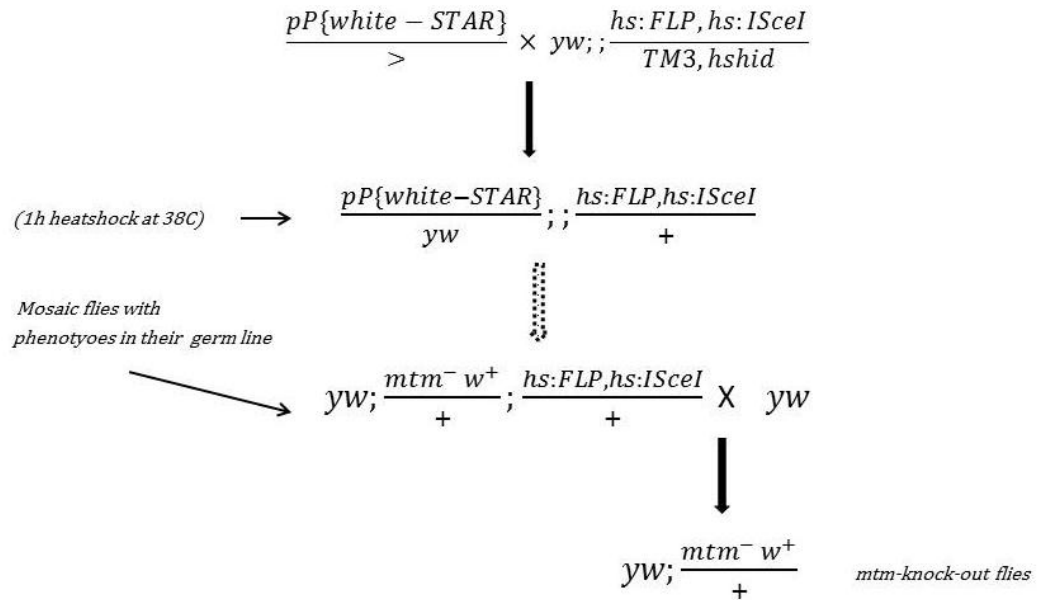 pP{white − STAR} / > × yw;; hs: FLP, hs: ISceI / TM3, hshid
(1h heatshock at 38C)
pP{white−STAR} / yw ;; hs:FLP,hs:ISceI / +
Mosaic flies with
phenotyoes in their germ line
yw; mtm⁻ w⁺ / + ; hs:FLP,hs:ISceI / + X yw
yw; mtm⁻ w⁺ / +
mtm-knock-out flies